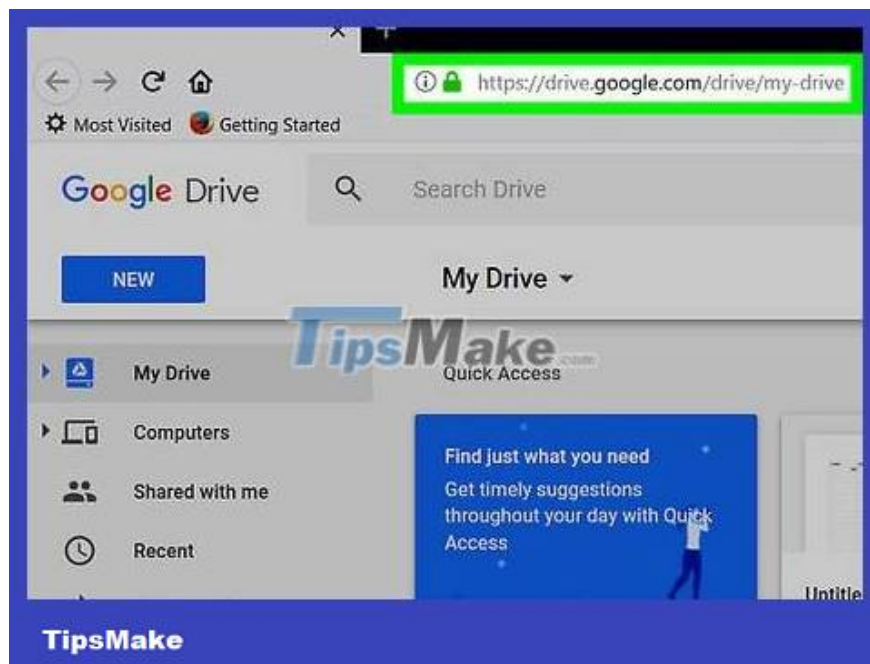 https://drive.google.com/drive/my-drive
Most Visited Getting Started
Google Drive Search Drive
NEW My Drive
TipsMake.com
My Drive Quick Access
Computers
Find just what you need
Get timely suggestions
Shared with me
throughout your day with Quick
Access
Recent
Untitle
TipsMake